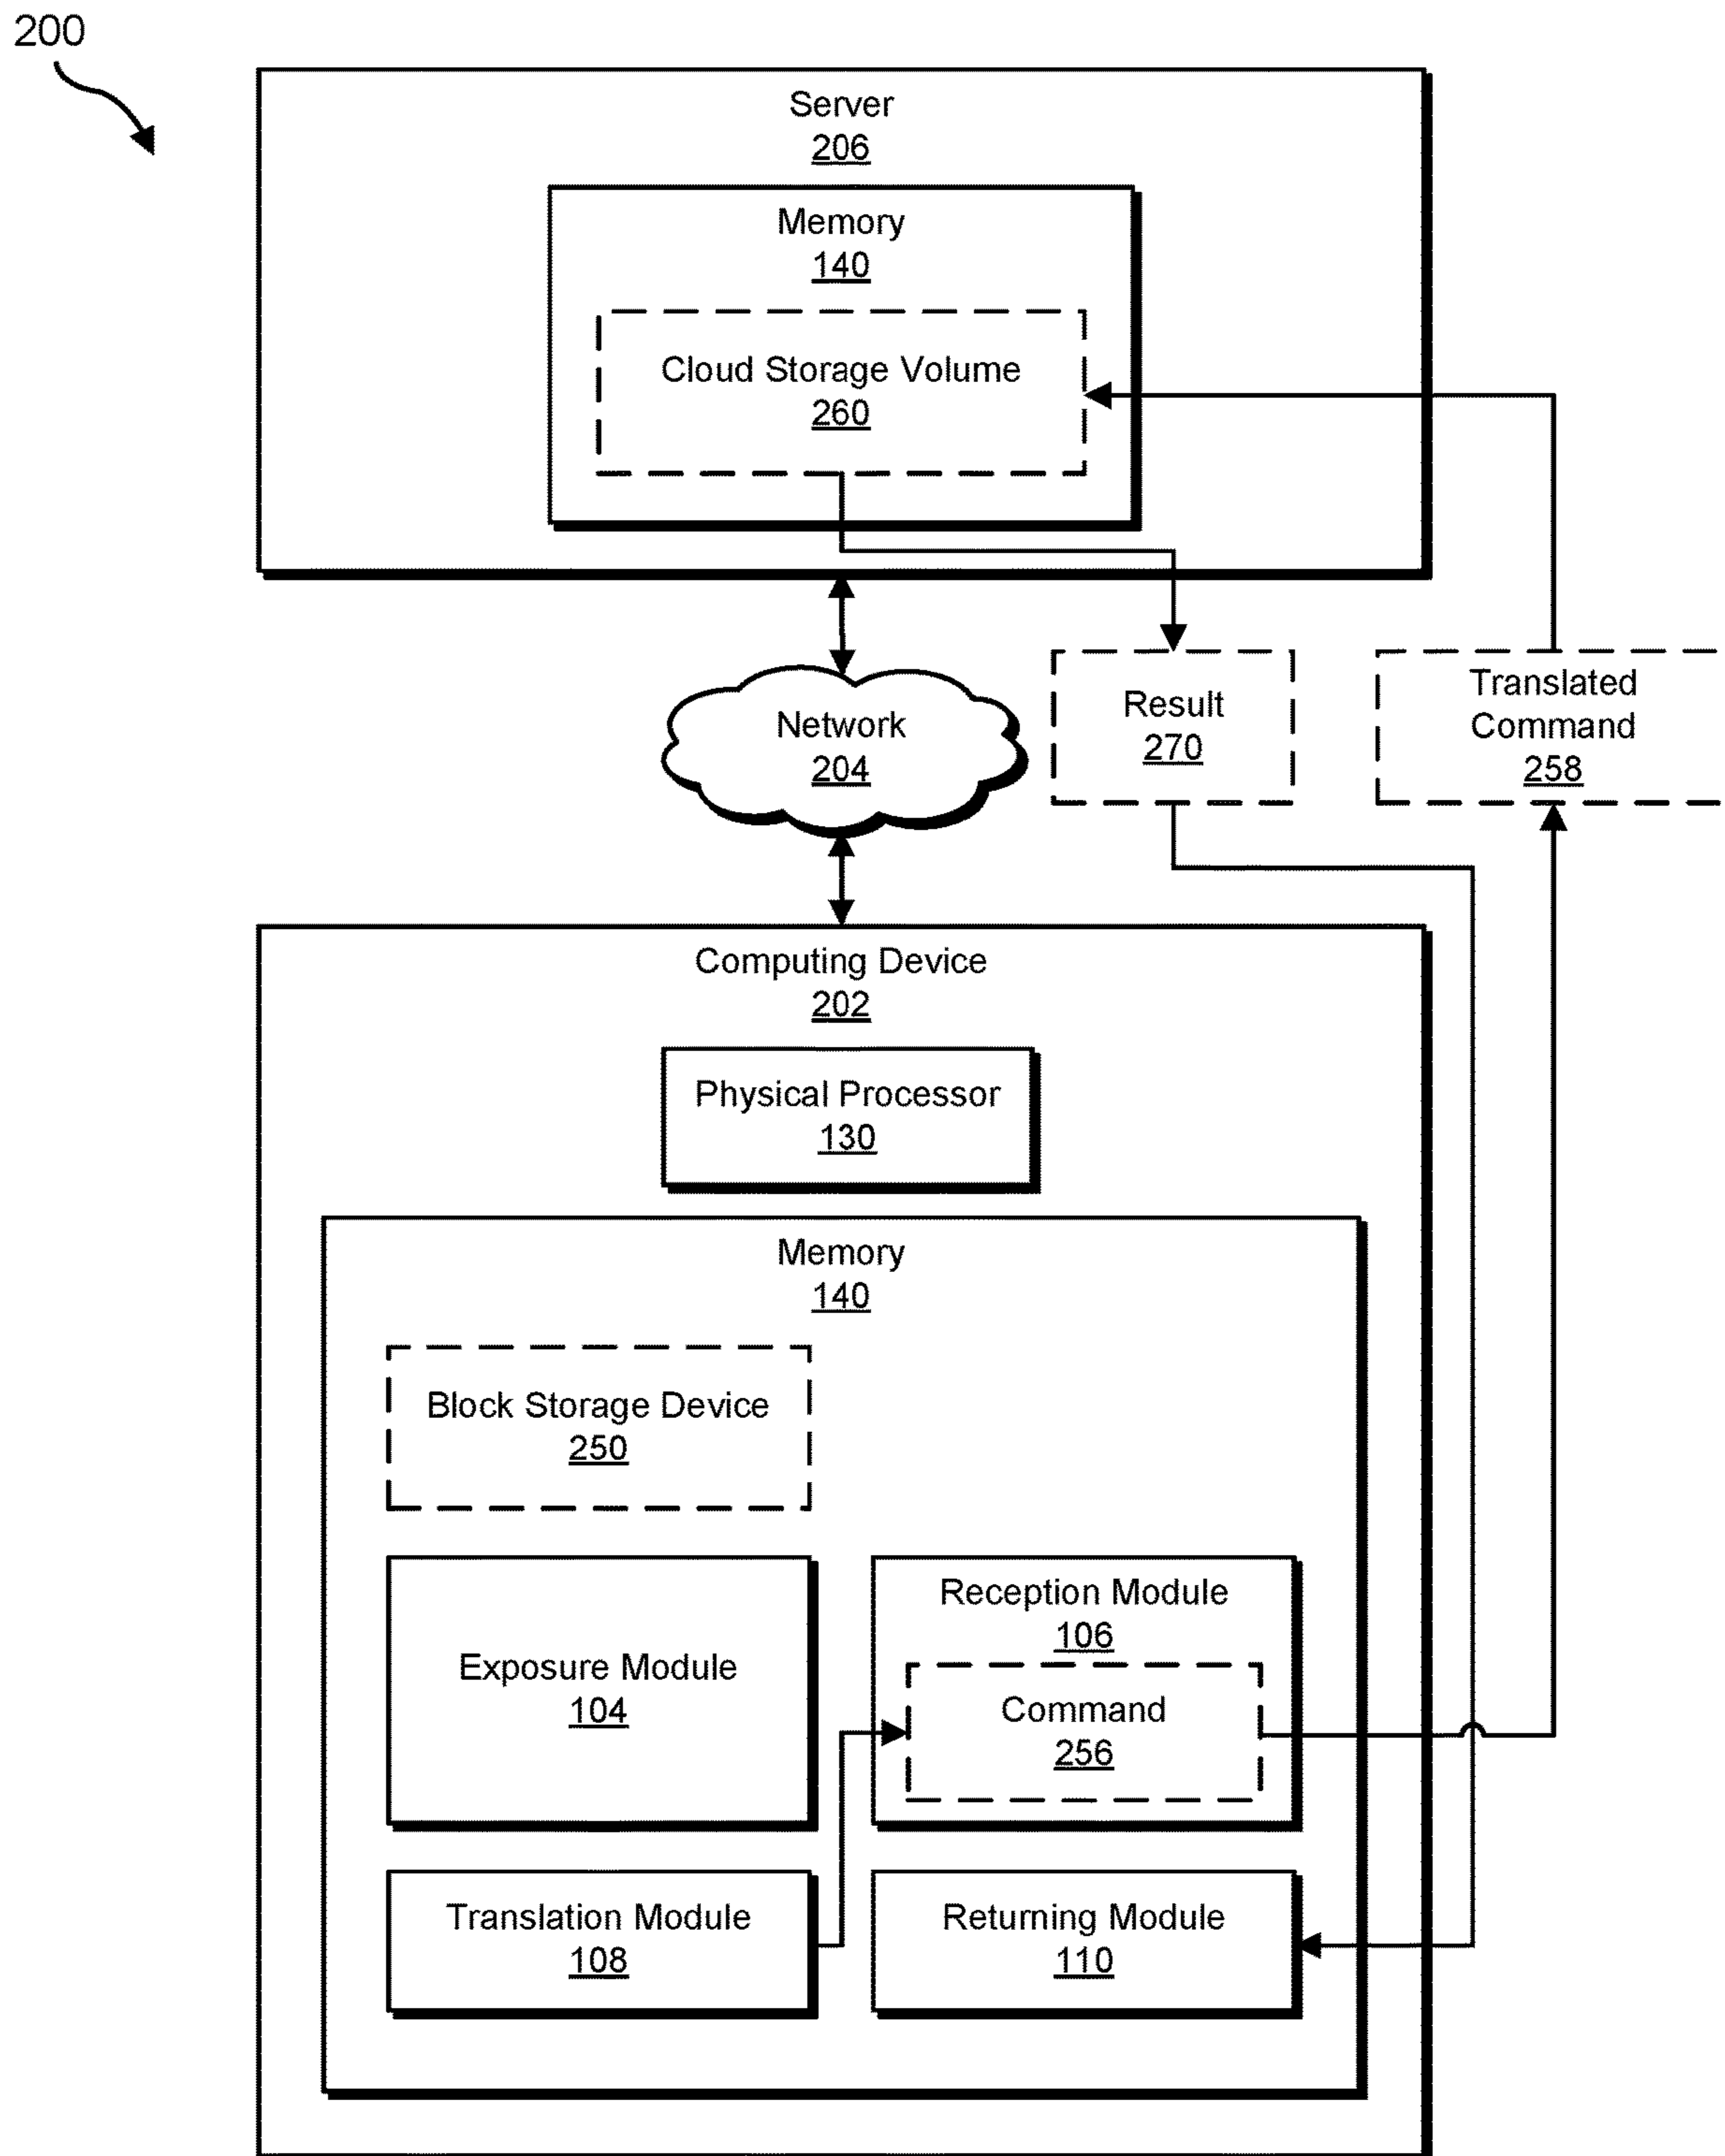 200
Server
206
Memory
140
Cloud Storage Volume
260
Network
204
Result
270
Translated
Command
258
Computing Device
202
Physical Processor
130
Memory
140
Block Storage Device
250
Exposure Module
104
Reception Module
106
Command
256
Translation Module
108
Returning Module
110